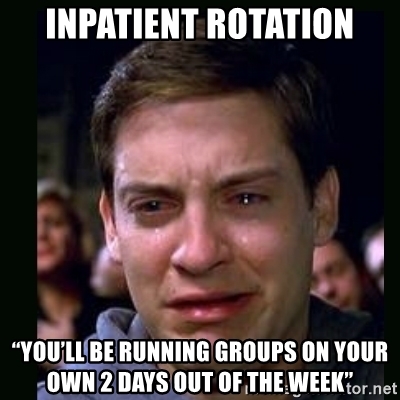 INPATIENT ROTATION
“YOU’LL BE RUNNING GROUPS ON YOUR
OWN 2 DAYS OUT OF THE WEEK”